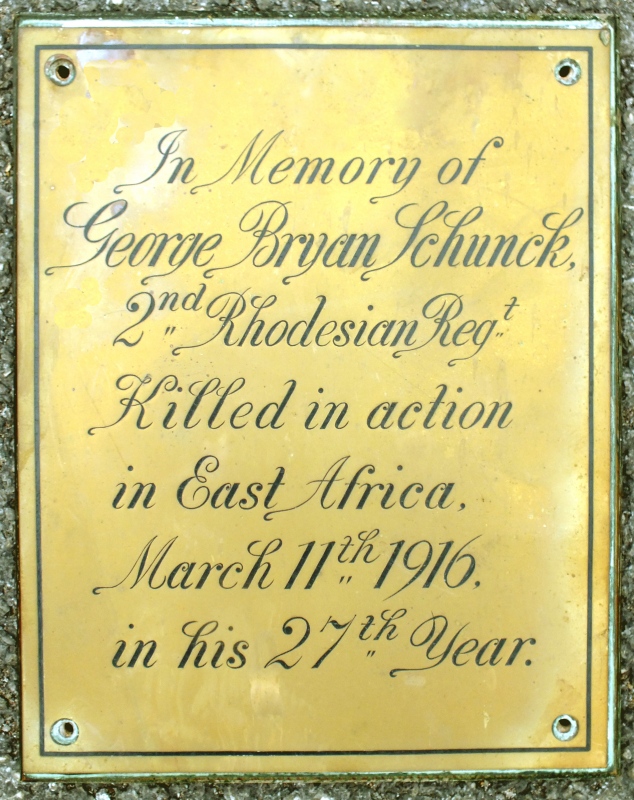 In Memory of
George Bryan Schunck,
2nd Rhodesian Regt
Killed in action
in East Africa,
March 11th 1916,
in his 27th Year.